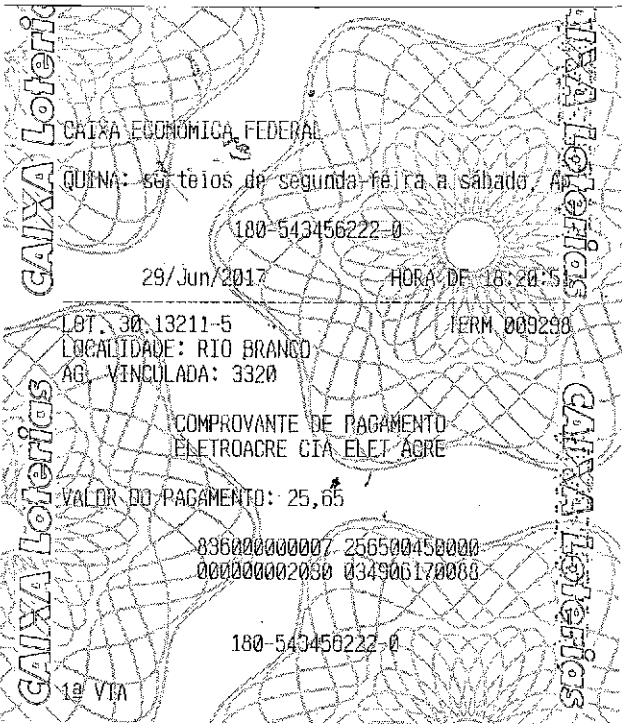 CAIXA Loterias
CAIXA ECONÔMICA FEDERAL
QUINA: sorteios de segunda-feira a sábado, A
180-543456222-0
29/Jun/2017 HORA DF 18:20:5
LOT. 30.13211-5 TERM 009298
LOCALIDADE: RIO BRANCO
AG. VINCULADA: 3320
COMPROVANTE DE PAGAMENTO
ELETROACRE CIA ELET ACRE
VALOR DO PAGAMENTO: 25,65
836000000007 256500450000
000000002080 034906170088
180-543456222-0
1ª VIA
CAIXA Loterias
CAIXA Loterias
CAIXA Loterias